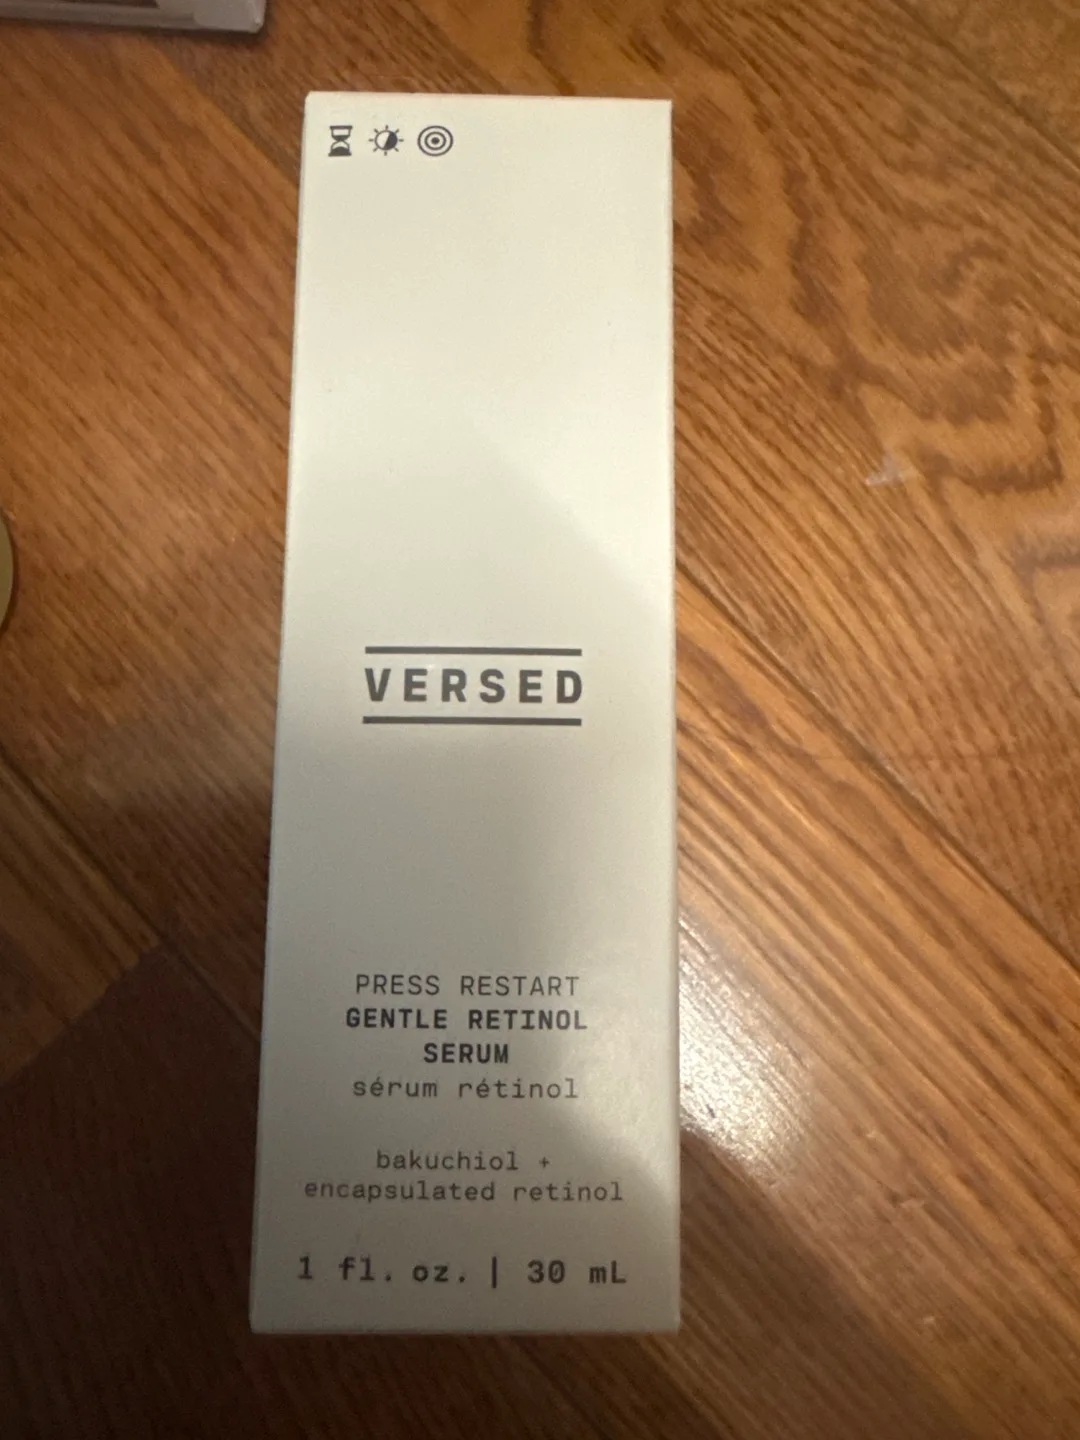 VERSED
PRESS RESTART
GENTLE RETINOL
SERUM
sérum rétinol
bakuchiol +
encapsulated retinol
1 fl. oz. | 30 mL